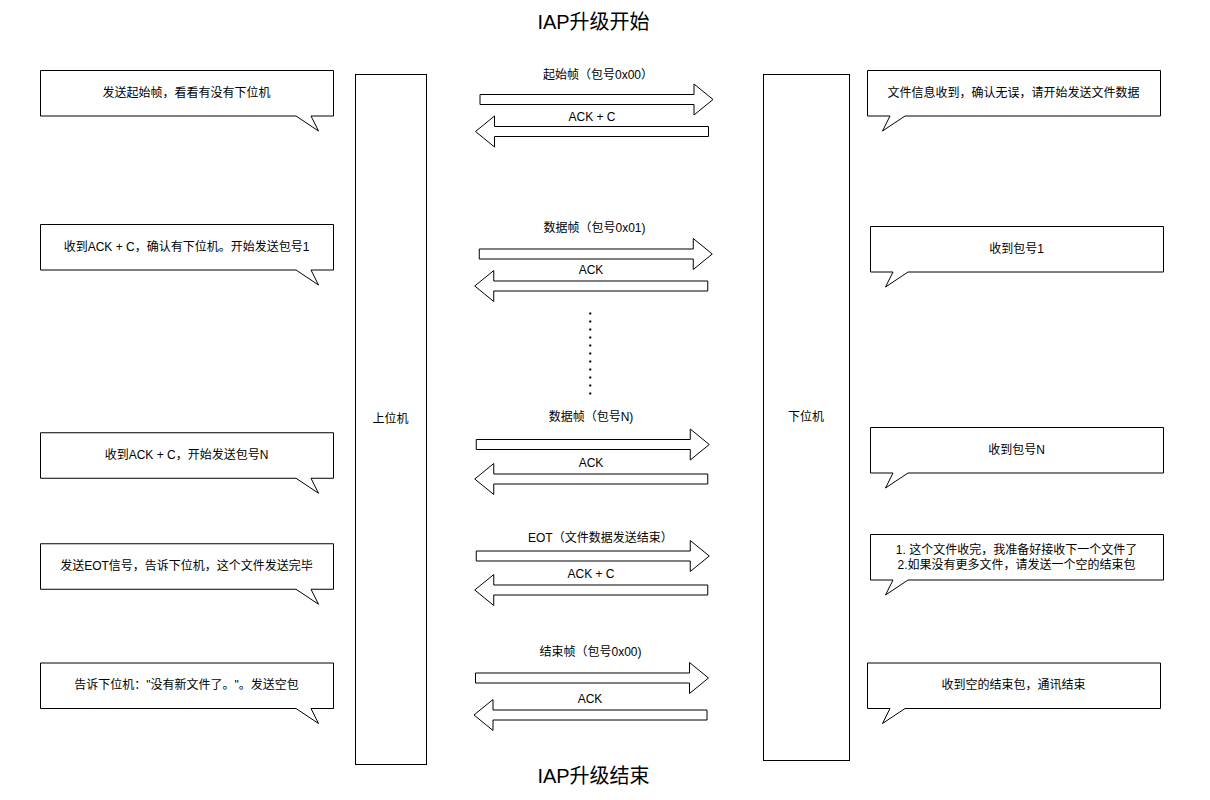 IAP升级开始
发送起始帧，看看有没有下位机
起始帧（包号0x00）
ACK + C
文件信息收到，确认无误，请开始发送文件数据
收到ACK + C，确认有下位机。开始发送包号1
数据帧（包号0x01)
ACK
收到包号1
上位机
下位机
收到ACK + C，开始发送包号N
数据帧（包号N)
ACK
收到包号N
发送EOT信号，告诉下位机，这个文件发送完毕
EOT（文件数据发送结束）
ACK + C
1. 这个文件收完，我准备好接收下一个文件了
2.如果没有更多文件，请发送一个空的结束包
告诉下位机："没有新文件了。"。发送空包
结束帧（包号0x00)
ACK
收到空的结束包，通讯结束
IAP升级结束